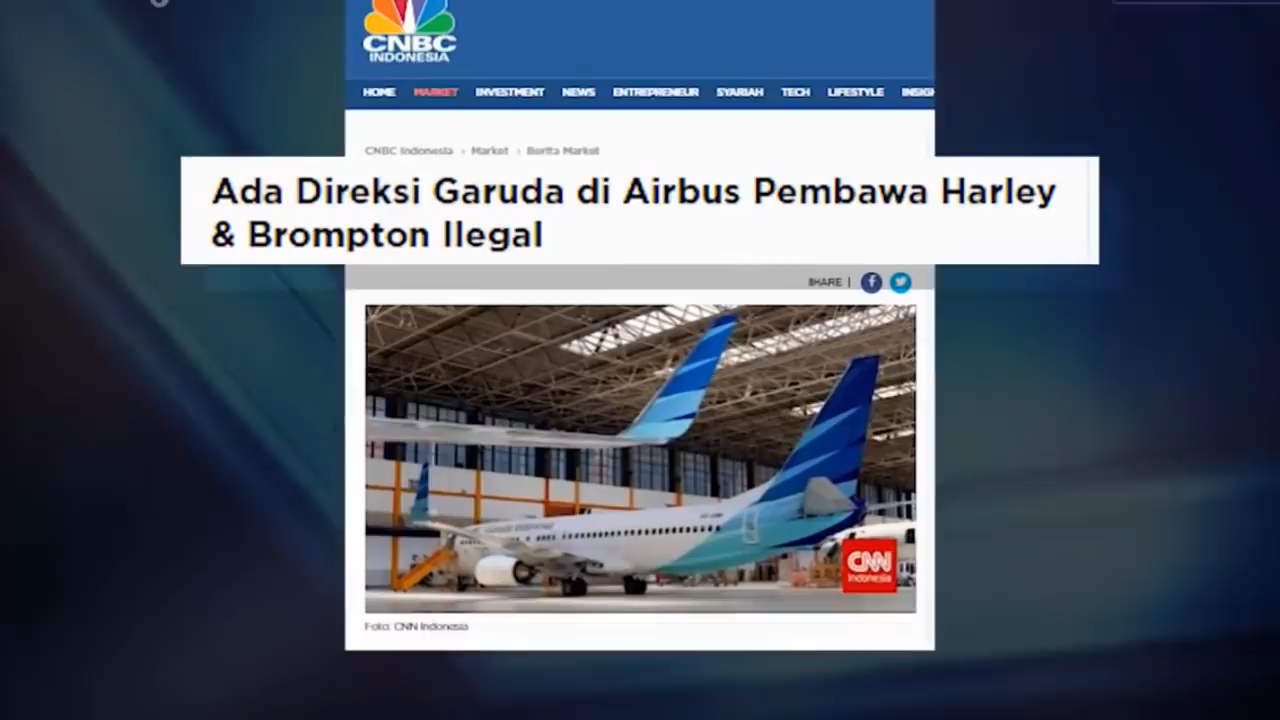 CNBC
INDONESIA
HOME MARKET INVESTMENT NEWS ENTREPRENEUR SYARIAH TECH LIFESTYLE INSIGH
CNBC Indonesia › Market › Berita Market
Ada Direksi Garuda di Airbus Pembawa Harley
& Brompton Ilegal
SHARE |
CNN
Indonesia
Foto: CNN Indonesia